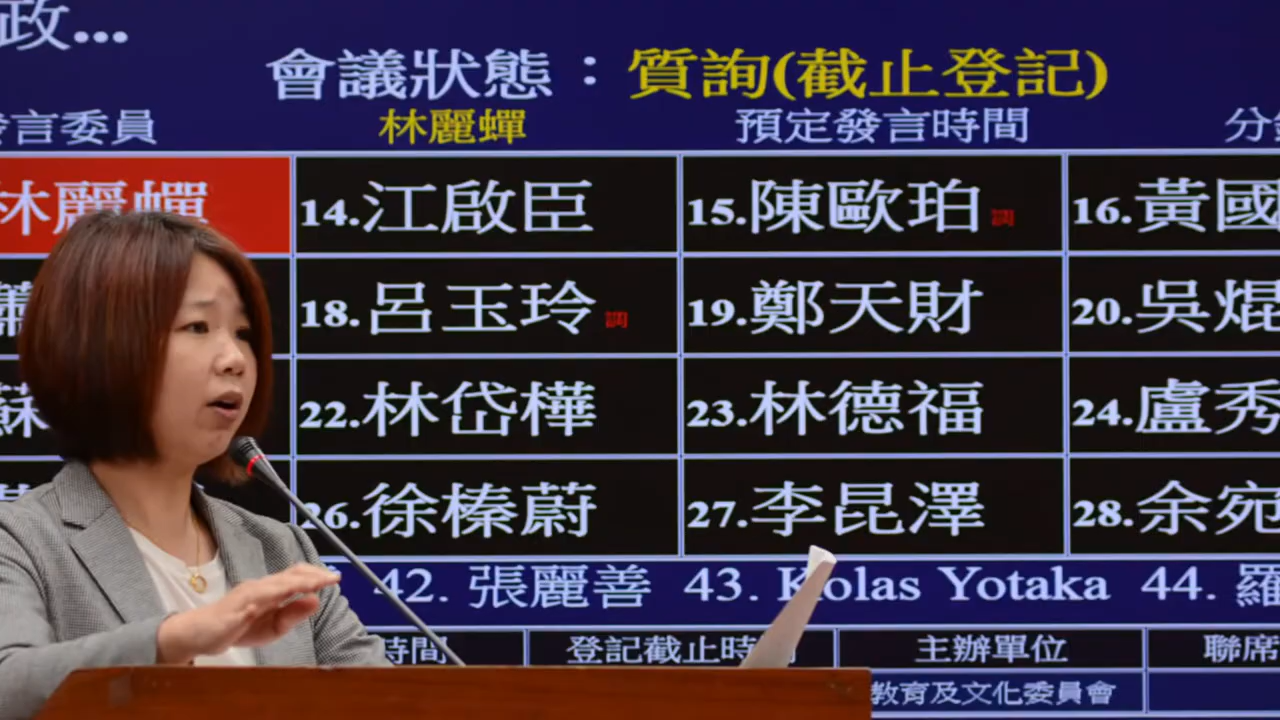 政...
會議狀態：質詢(截止登記)
發言委員 林麗蟬 預定發言時間 分
林麗蟬 14.江啟臣 15.陳歐珀 調 16.黃國
18.呂玉玲 調 19.鄭天財 20.吳焜
蘇 22.林岱樺 23.林德福 24.盧秀
26.徐榛蔚 27.李昆澤 28.余宛
42. 張麗善 43. Kolas Yotaka 44. 羅
時間 登記截止時 主辦單位 聯席
教育及文化委員會